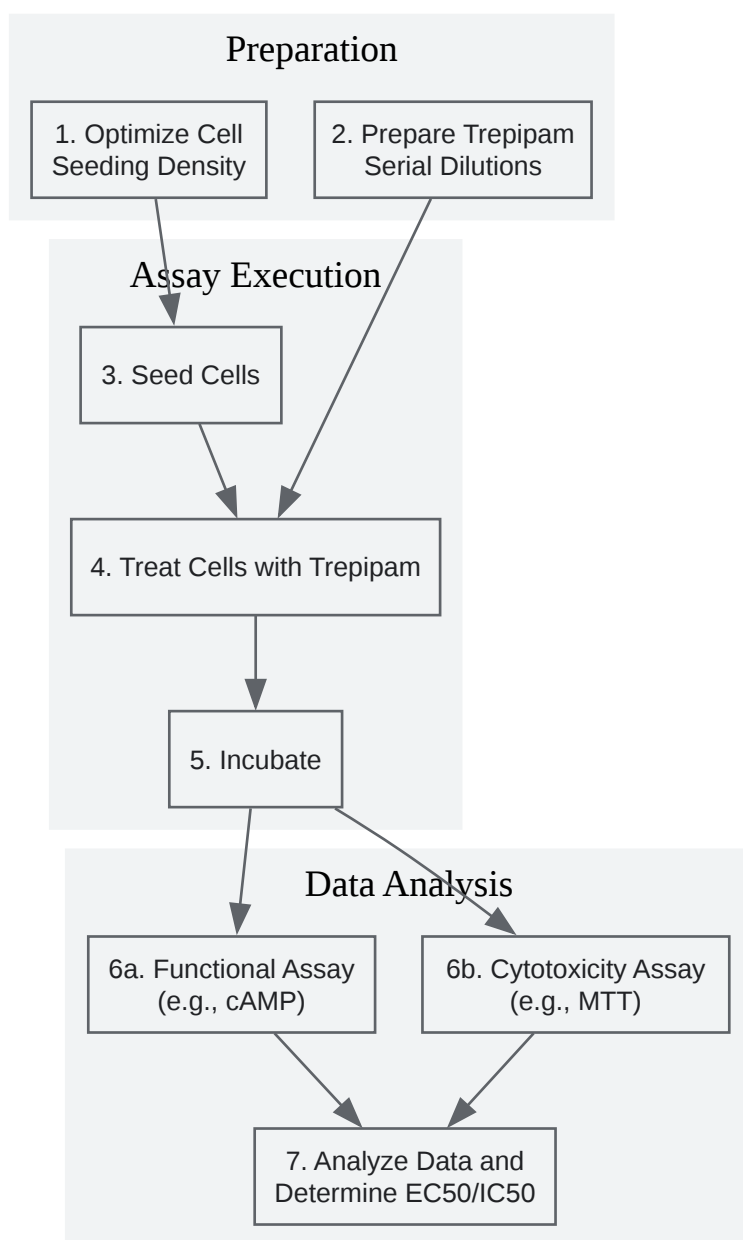 Preparation
1. Optimize Cell
Seeding Density
2. Prepare Trepipam
Serial Dilutions
Assay Execution
3. Seed Cells
4. Treat Cells with Trepipam
5. Incubate
Data Analysis
6a. Functional Assay
(e.g., cAMP)
6b. Cytotoxicity Assay
(e.g., MTT)
7. Analyze Data and
Determine EC50/IC50